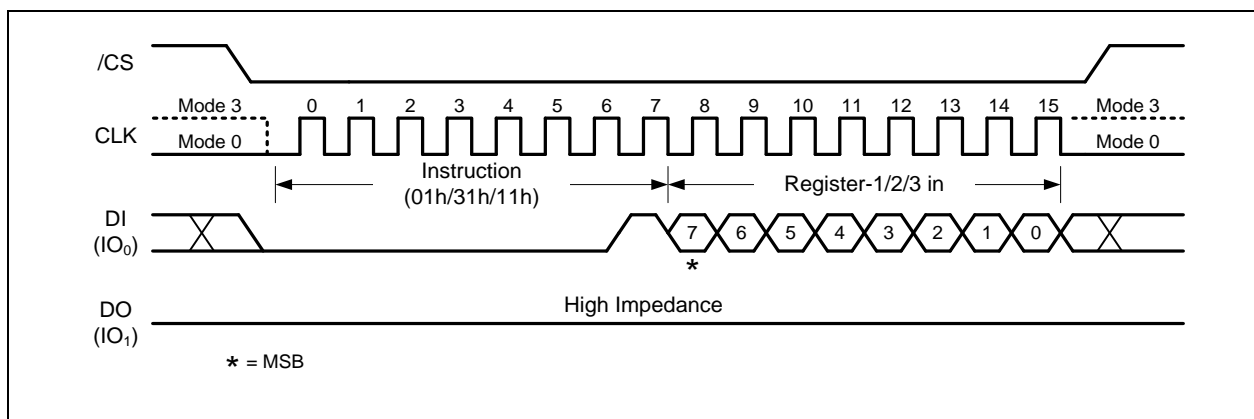 /CS
Mode 3 0 1 2 3 4 5 6 7 8 9 10 11 12 13 14 15 Mode 3
CLK Mode 0 Mode 0
Instruction
(01h/31h/11h)
Register-1/2/3 in
DI
(IO₀)
7 6 5 4 3 2 1 0
*
High Impedance
DO
(IO₁)
* = MSB